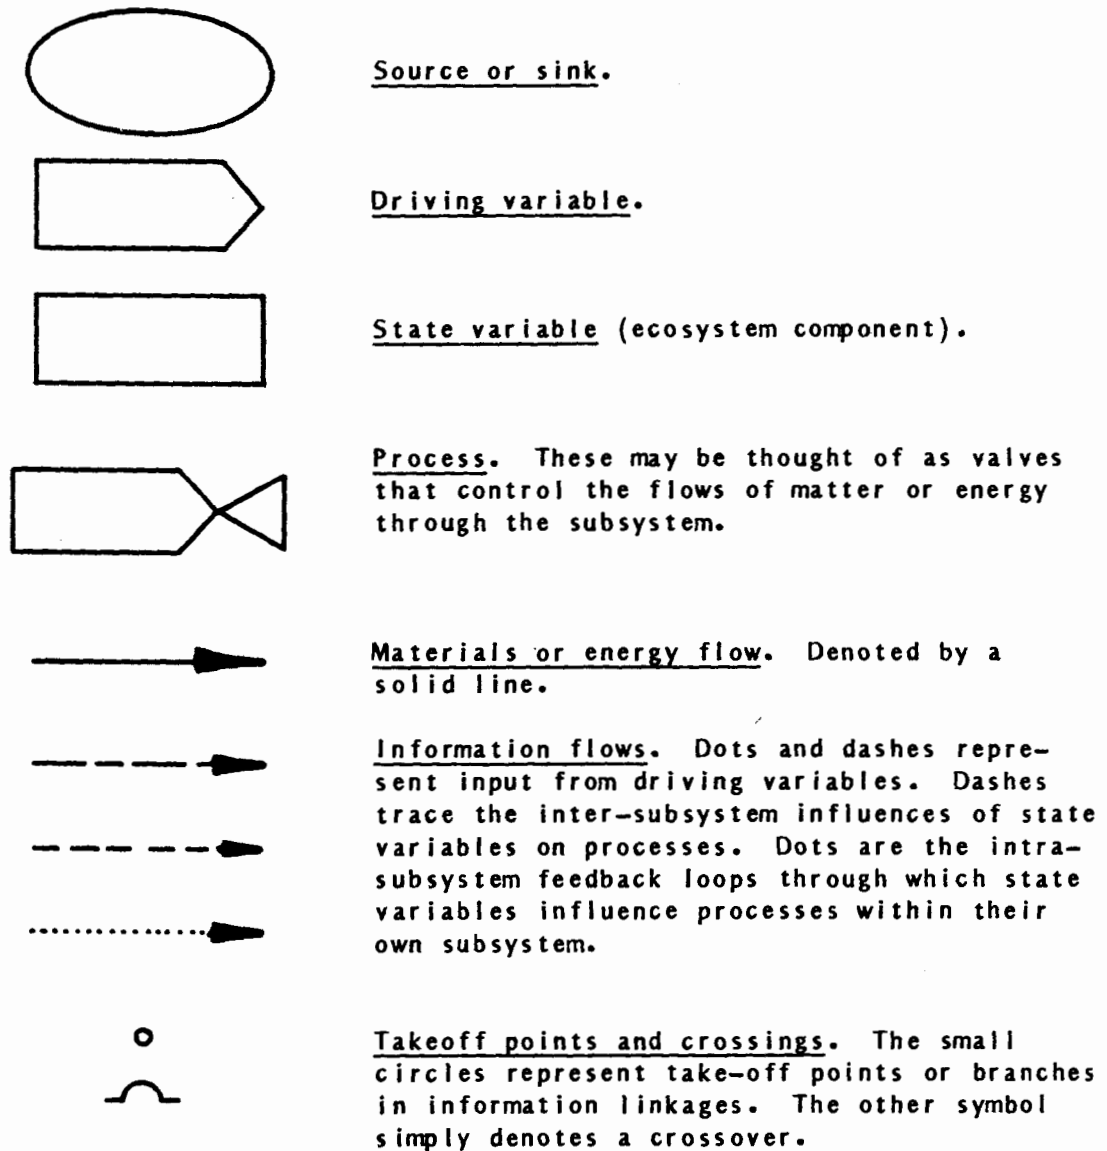 Source or sink.
Driving variable.
State variable (ecosystem component).
Process. These may be thought of as valves
that control the flows of matter or energy
through the subsystem.
Materials or energy flow. Denoted by a
solid line.
Information flows. Dots and dashes repre-
sent input from driving variables. Dashes
trace the inter-subsystem influences of state
variables on processes. Dots are the intra-
subsystem feedback loops through which state
variables influence processes within their
own subsystem.
Takeoff points and crossings. The small
circles represent take-off points or branches
in information linkages. The other symbol
simply denotes a crossover.